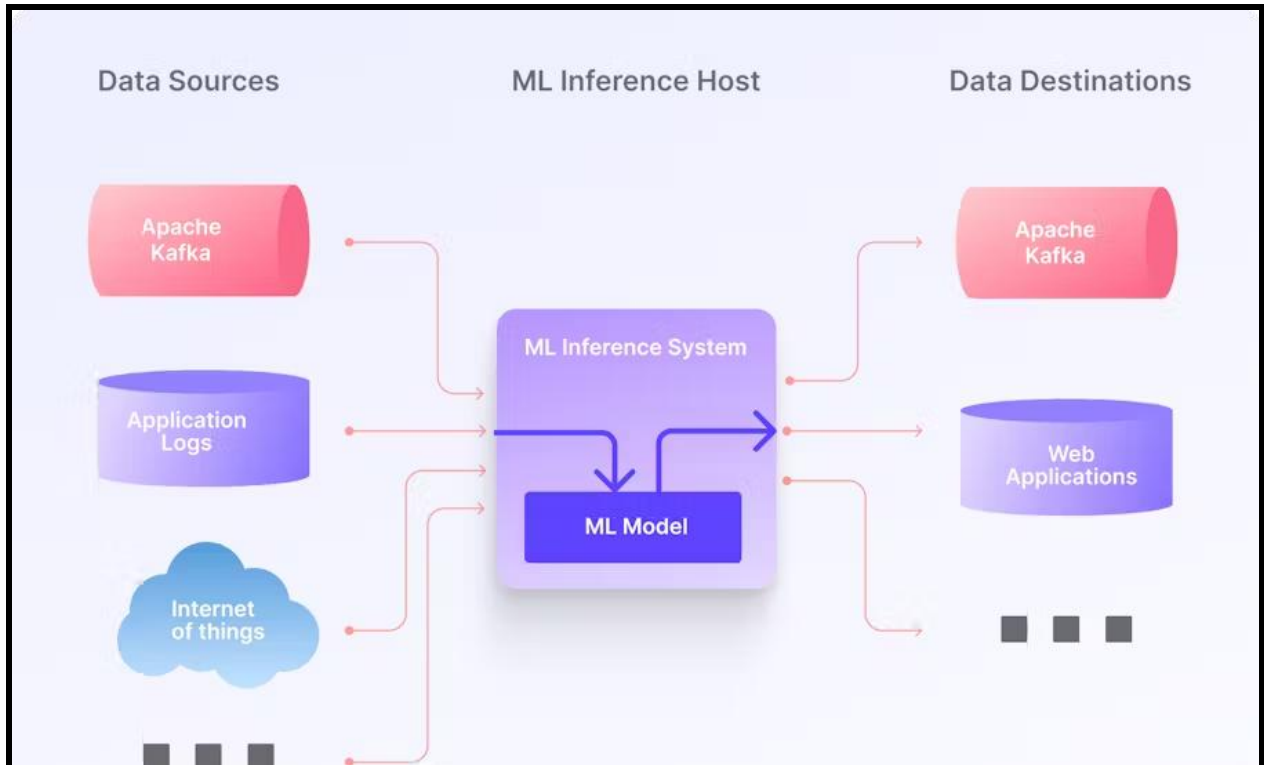 Data Sources
ML Inference Host
Data Destinations
Apache
Kafka
Apache
Kafka
ML Inference System
Application
Logs
Web
Applications
ML Model
Internet
of things